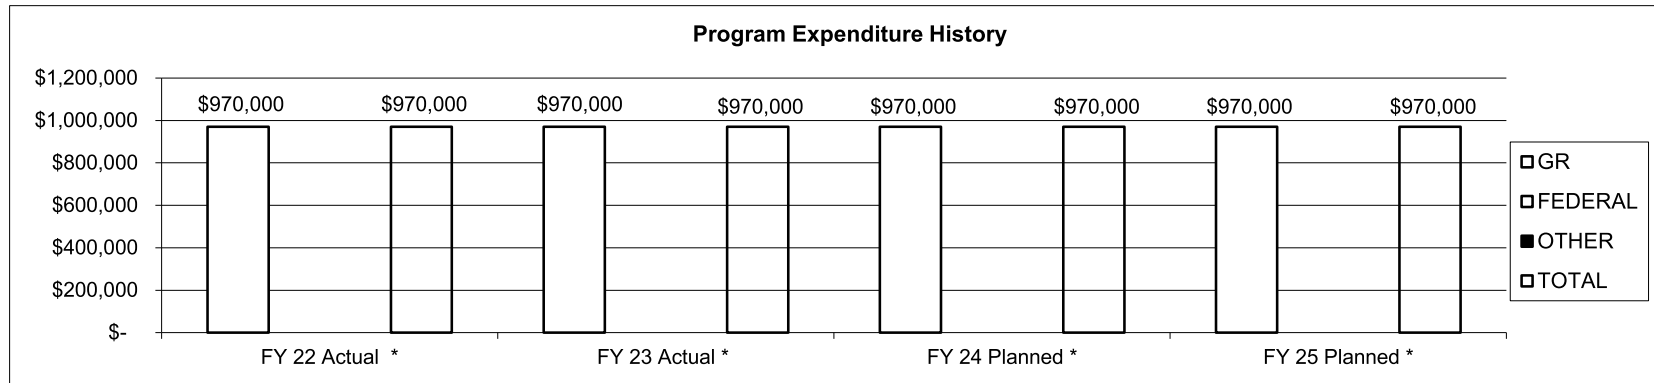 Program Expenditure History
$1,200,000
$1,000,000
$800,000
$600,000
$400,000
$200,000
$-
$970,000 $970,000 $970,000 $970,000 $970,000 $970,000 $970,000 $970,000
FY 22 Actual * FY 23 Actual * FY 24 Planned * FY 25 Planned *
GR
FEDERAL
OTHER
TOTAL